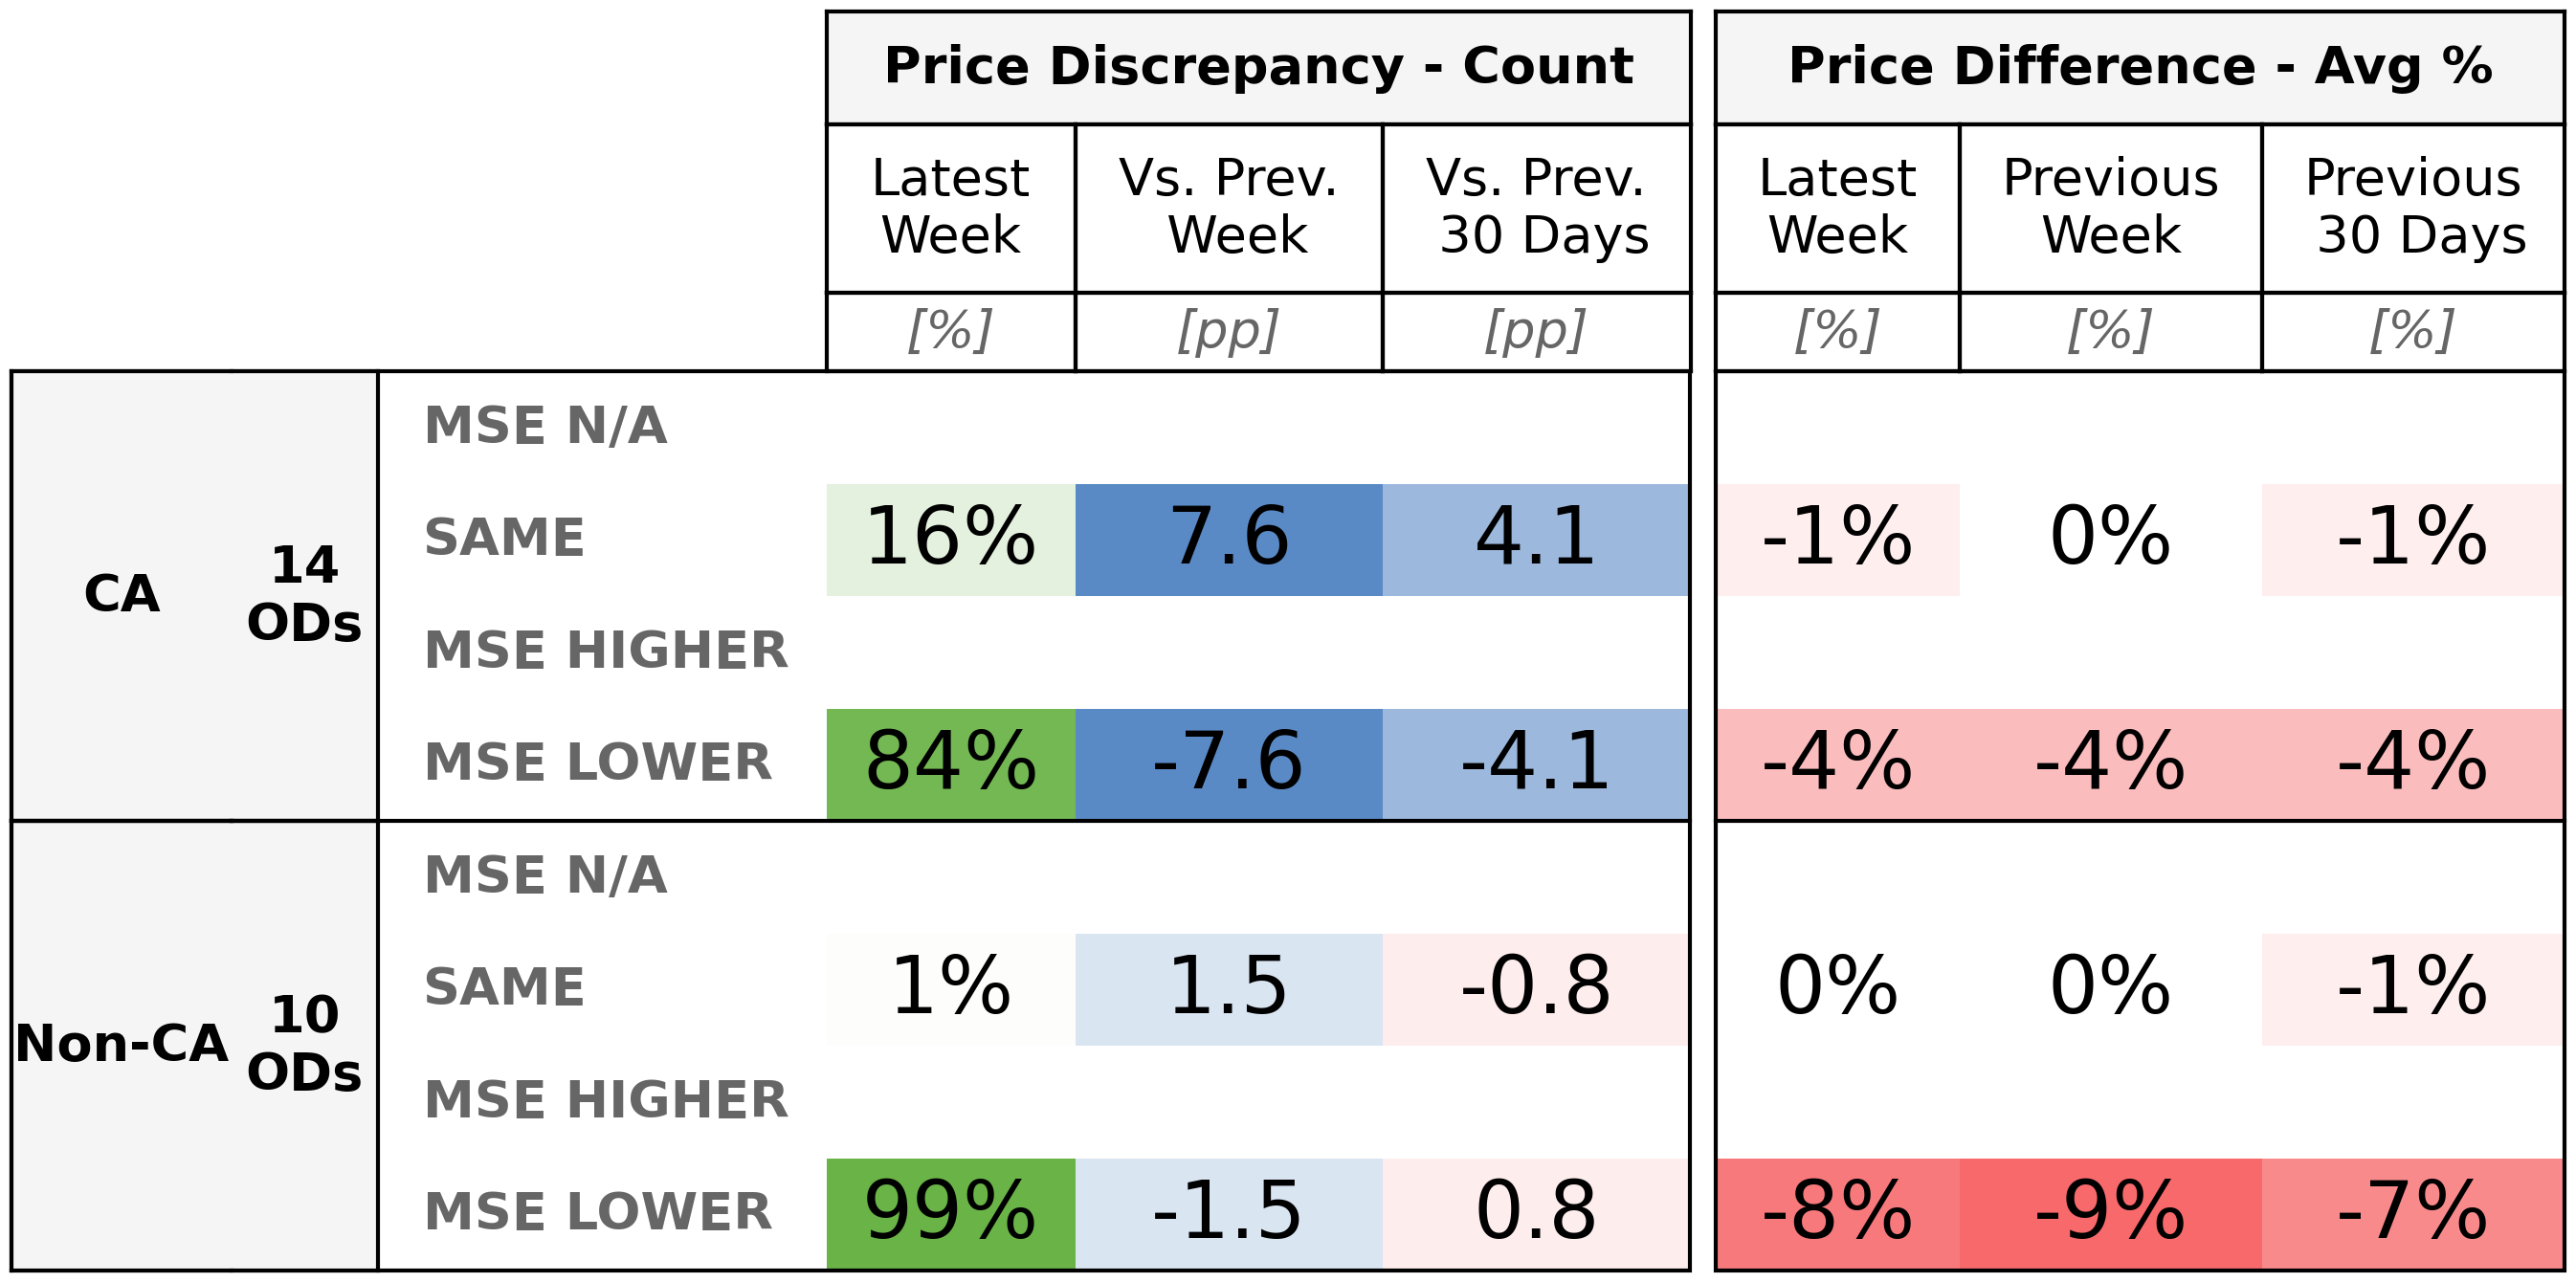 Price Discrepancy - Count
Price Difference - Avg %
Latest Week
Vs. Prev. Week
Vs. Prev. 30 Days
Latest Week
Previous Week
Previous 30 Days
[%] [pp] [pp] [%] [%] [%]
CA
14 ODs
MSE N/A
SAME 16% 7.6 4.1 -1% 0% -1%
MSE HIGHER
MSE LOWER 84% -7.6 -4.1 -4% -4% -4%
Non-CA
10 ODs
MSE N/A
SAME 1% 1.5 -0.8 0% 0% -1%
MSE HIGHER
MSE LOWER 99% -1.5 0.8 -8% -9% -7%